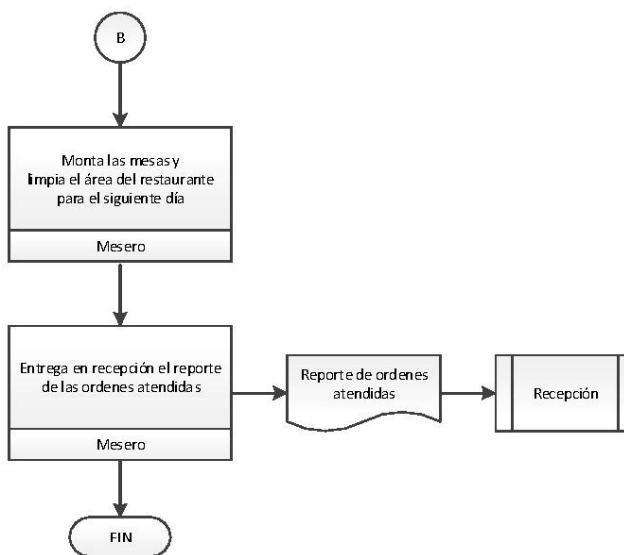 B
Monta las mesas y
limpia el área del restaurante
para el siguiente día
Mesero
Entrega en recepción el reporte
de las ordenes atendidas
Mesero
Reporte de ordenes
atendidas
Recepción
FIN